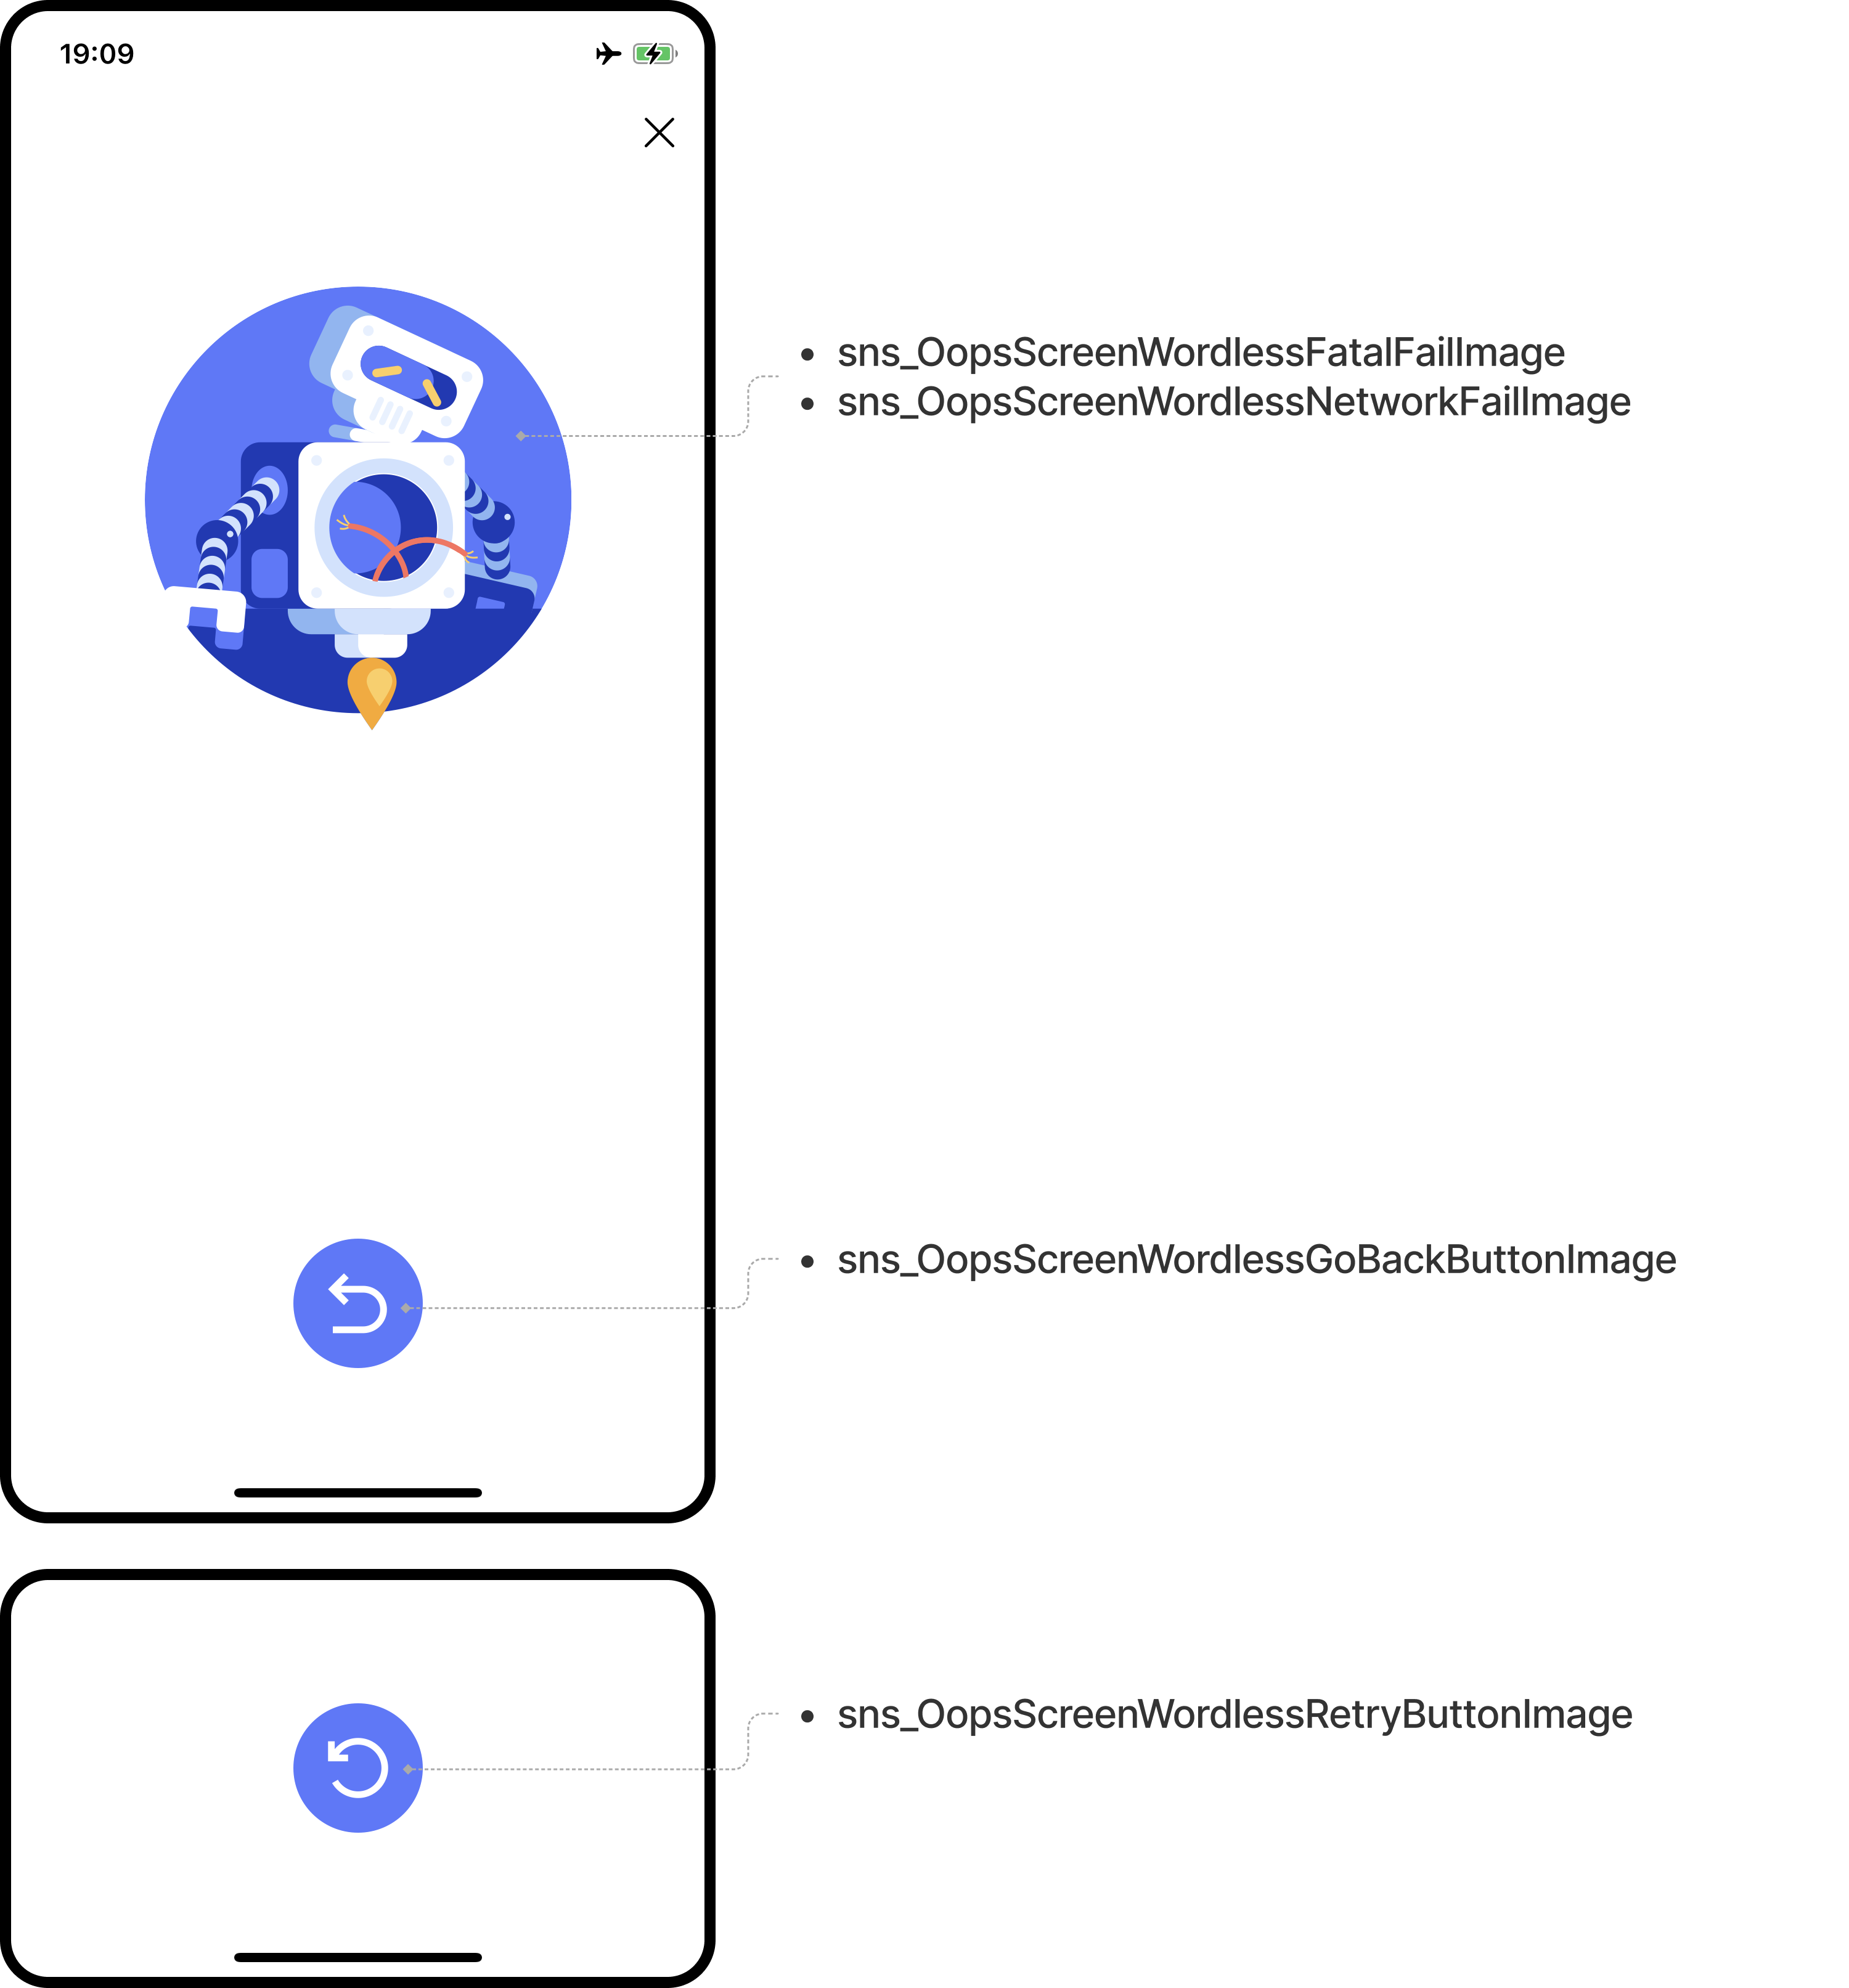 19:09
sns_OopsScreenWordlessFatalFailImage
sns_OopsScreenWordlessNetworkFailImage
sns_OopsScreenWordlessGoBackButtonImage
sns_OopsScreenWordlessRetryButtonImage